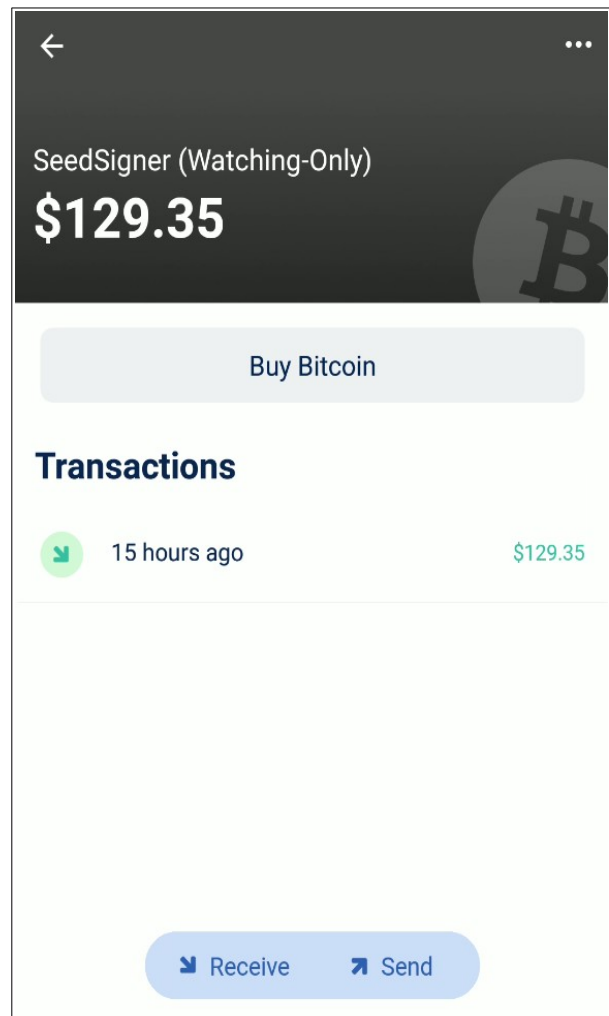 SeedSigner (Watching-Only)
$129.35
Buy Bitcoin
Transactions
15 hours ago $129.35
Receive Send